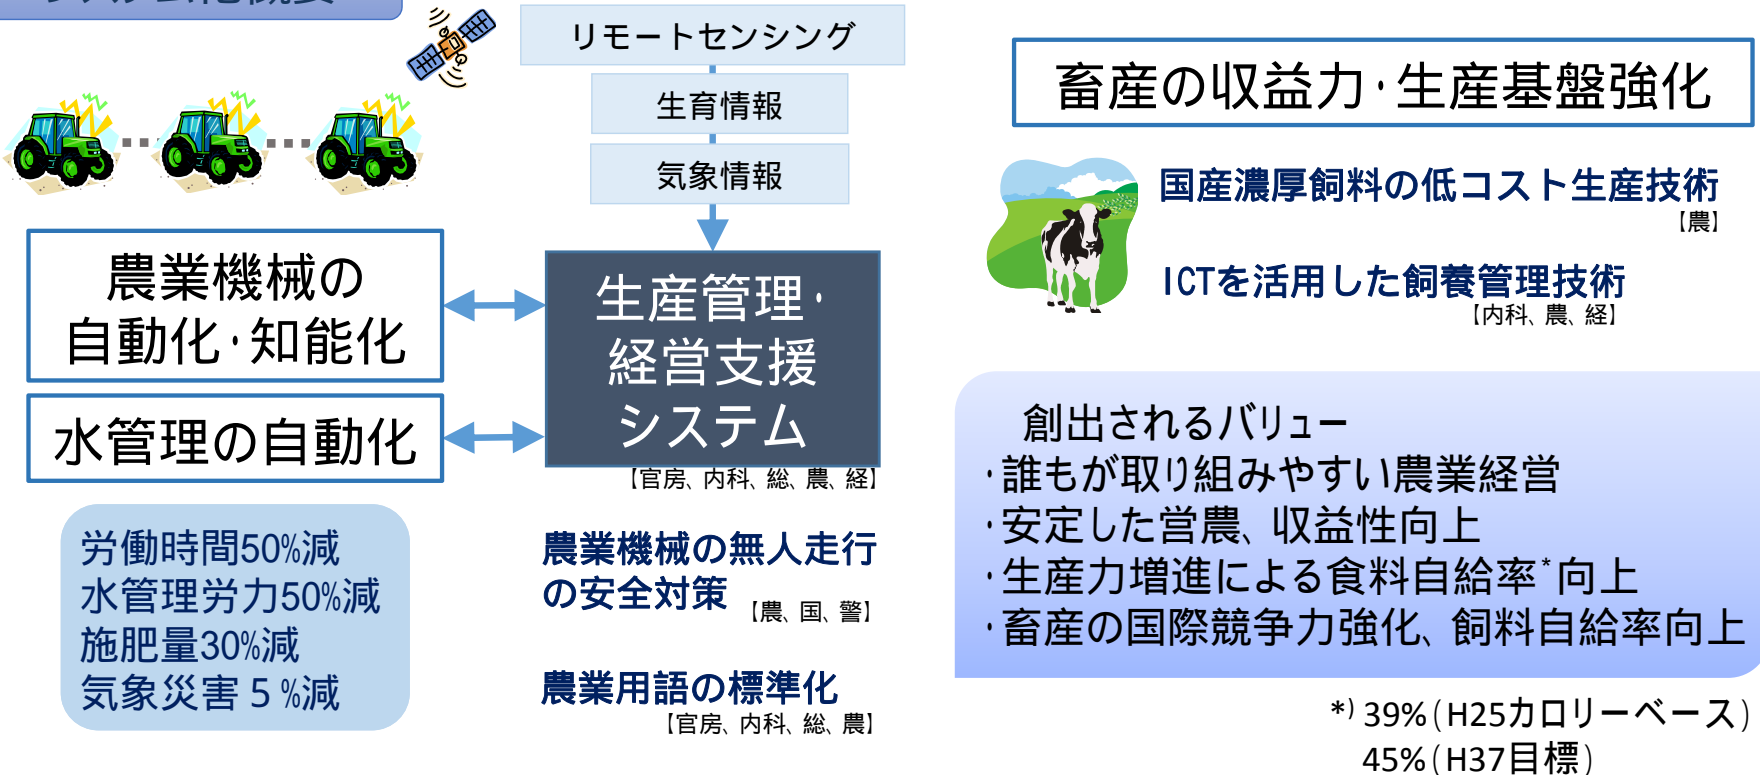 リモートセンシング
生育情報
気象情報
農業機械の
自動化・知能化
水管理の自動化
生産管理・
経営支援
システム
【官房、内科、総、農、経】
労働時間50%減
水管理労力50%減
施肥量30%減
気象災害５%減
農業機械の無人走行
の安全対策
【農、国、警】
農業用語の標準化
【官房、内科、総、農】
畜産の収益力・生産基盤強化
国産濃厚飼料の低コスト生産技術
【農】
ICTを活用した飼養管理技術
【内科、農、経】
創出されるバリュー
・誰もが取り組みやすい農業経営
・安定した営農、収益性向上
・生産力増進による食料自給率*向上
・畜産の国際競争力強化、飼料自給率向上
*) 39%(H25カロリーベース)
45%(H37目標)